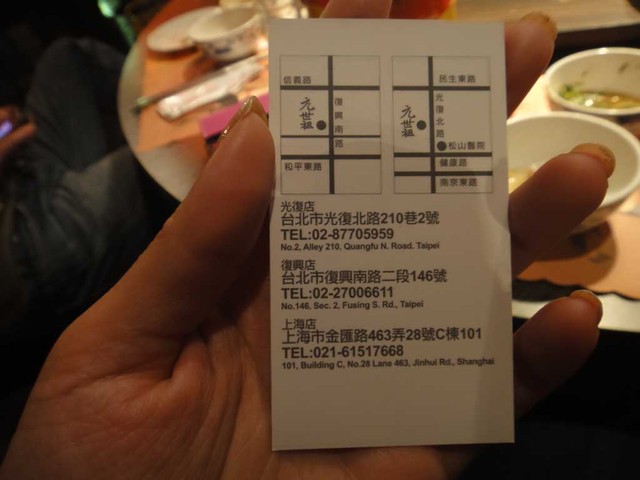 信義路
元世祖
復興南路
和平東路
民生東路
元世祖
光復北路
松山醫院
健康路
南京東路
光復店
台北市光復北路210巷2號
TEL:02-87705959
No.2, Alley 210, Quangfu N. Road. Taipei
復興店
台北市復興南路二段146號
TEL:02-27006611
No.146, Sec. 2, Fusing S. Rd., Taipei
上海店
上海市金匯路463弄28號C棟101
TEL:021-61517668
101, Building C, No.28 Lane 463, Jinhui Rd., Shanghai